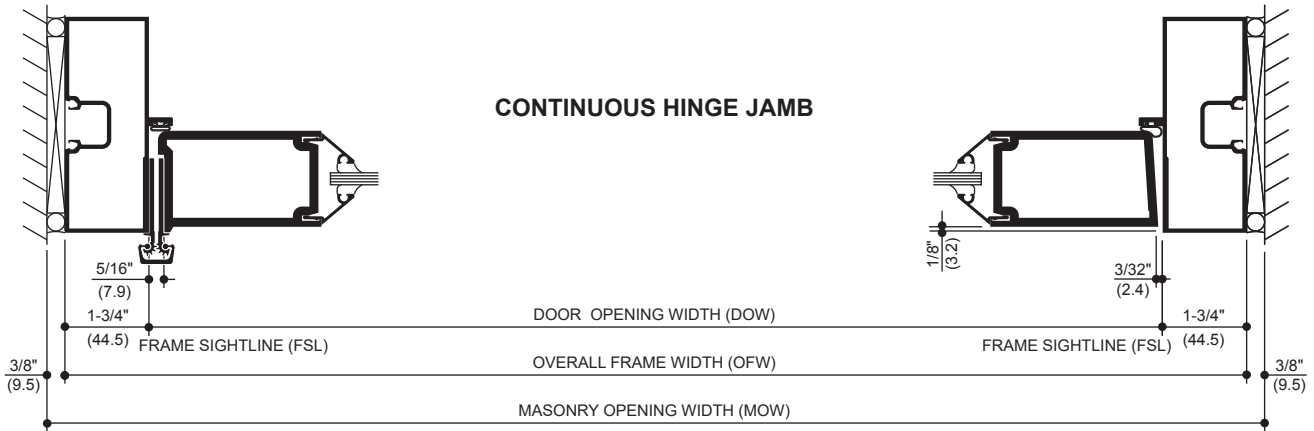 CONTINUOUS HINGE JAMB
1/8"
(3.2)
5/16"
(7.9)
3/32"
(2.4)
1-3/4"
(44.5)
DOOR OPENING WIDTH (DOW)
1-3/4"
(44.5)
FRAME SIGHTLINE (FSL)
FRAME SIGHTLINE (FSL)
3/8"
(9.5)
OVERALL FRAME WIDTH (OFW)
3/8"
(9.5)
MASONRY OPENING WIDTH (MOW)